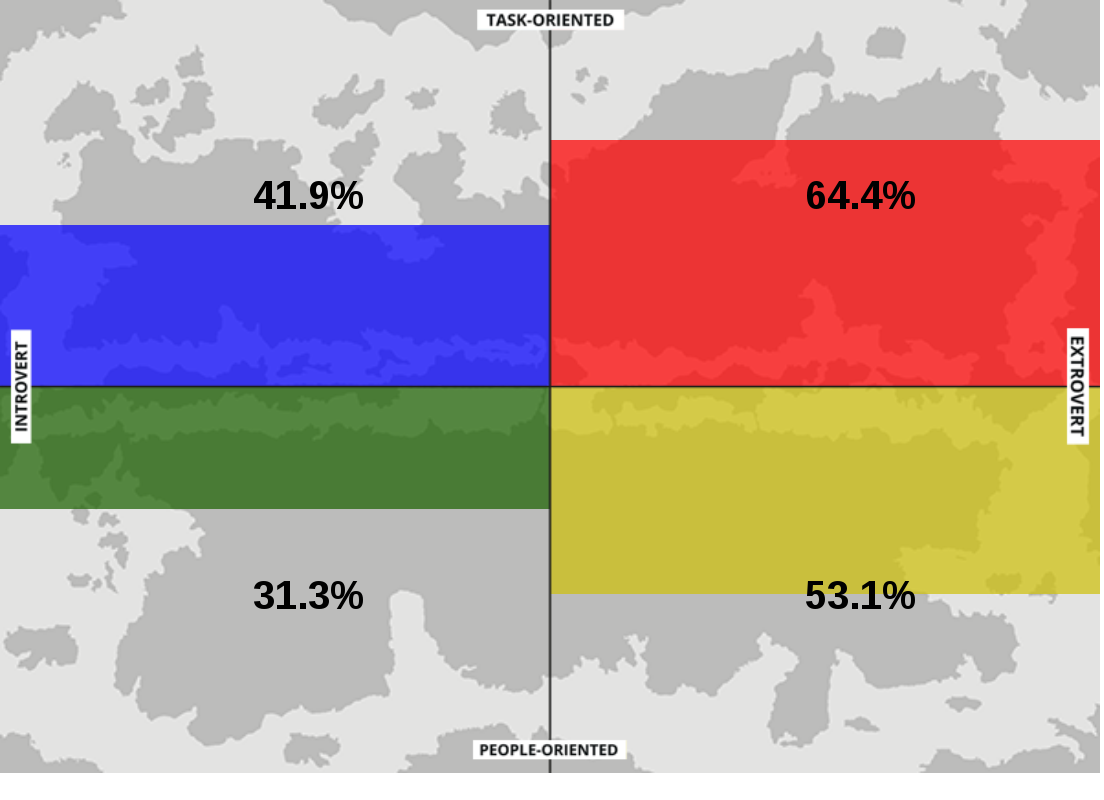 TASK-ORIENTED
41.9%
64.4%
INTROVERT
EXTROVERT
31.3%
53.1%
PEOPLE-ORIENTED